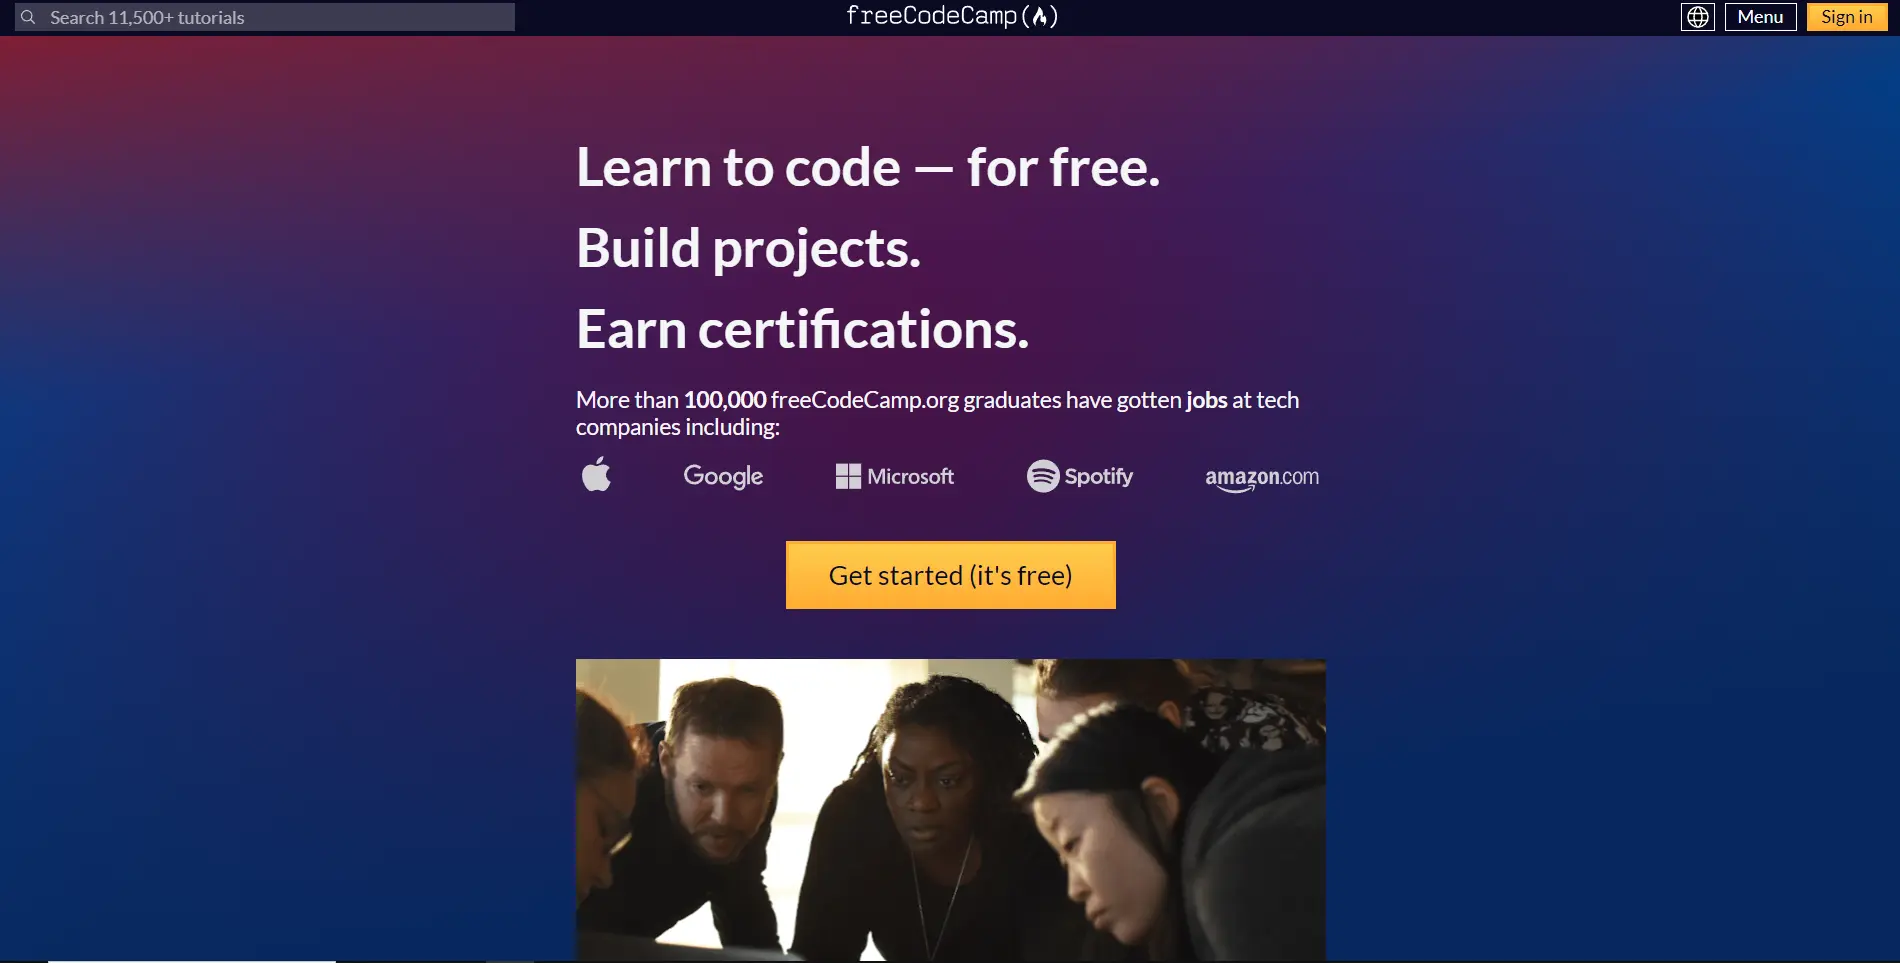 Search 11,500+ tutorials
freeCodeCamp(🔥)
Menu
Sign in
Learn to code — for free.
Build projects.
Earn certifications.
More than 100,000 freeCodeCamp.org graduates have gotten jobs at tech
companies including:
Google
Microsoft
Spotify
amazon.com
Get started (it's free)